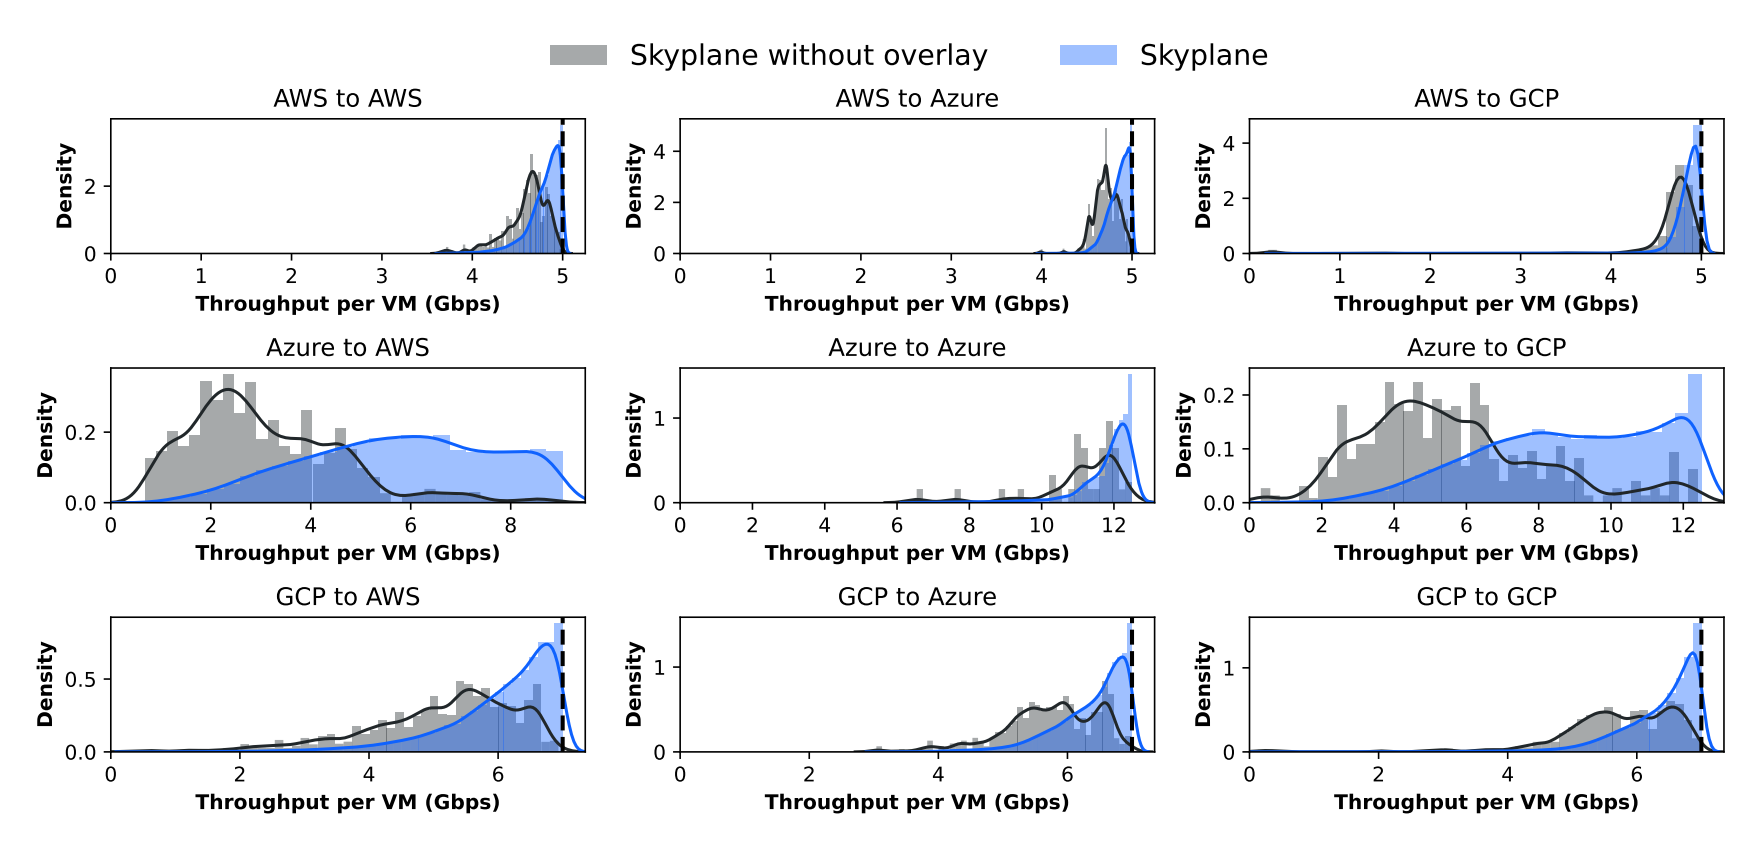 Skyplane without overlay Skyplane
AWS to AWS AWS to Azure AWS to GCP
Density 0 2
0 1 2 3 4 5
Throughput per VM (Gbps)
Density 0 2 4
0 1 2 3 4 5
Throughput per VM (Gbps)
Density 0 2 4
0 1 2 3 4 5
Throughput per VM (Gbps)
Azure to AWS Azure to Azure Azure to GCP
Density 0.0 0.2
0 2 4 6 8
Throughput per VM (Gbps)
Density 0 1
0 2 4 6 8 10 12
Throughput per VM (Gbps)
Density 0.0 0.1 0.2
0 2 4 6 8 10 12
Throughput per VM (Gbps)
GCP to AWS GCP to Azure GCP to GCP
Density 0.0 0.5
0 2 4 6
Throughput per VM (Gbps)
Density 0 1
0 2 4 6
Throughput per VM (Gbps)
Density 0 1
0 2 4 6
Throughput per VM (Gbps)